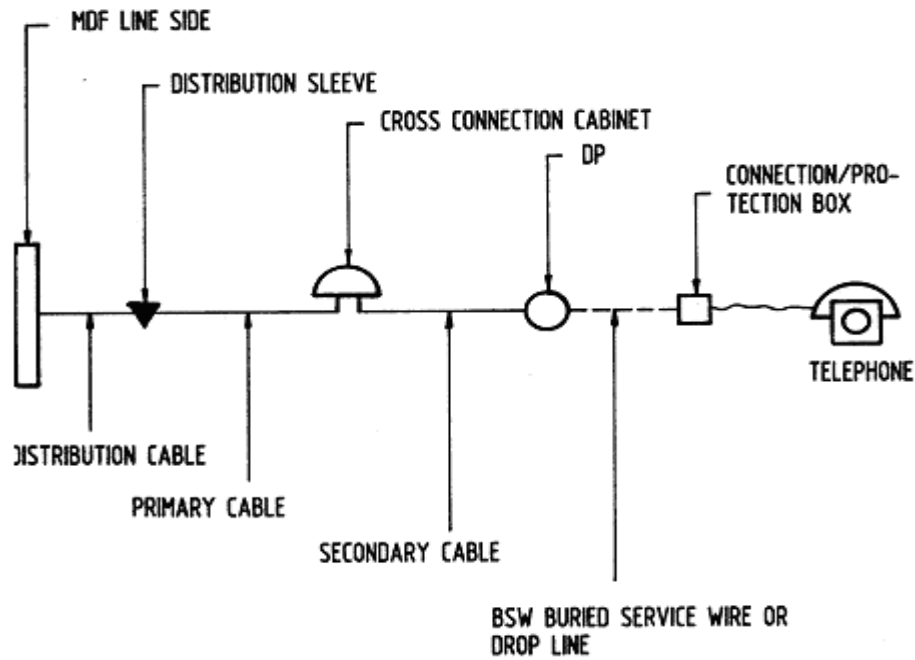 MDF LINE SIDE
DISTRIBUTION SLEEVE
CROSS CONNECTION CABINET
DP
CONNECTION/PRO-
TECTION BOX
TELEPHONE
DISTRIBUTION CABLE
PRIMARY CABLE
SECONDARY CABLE
BSW BURIED SERVICE WIRE OR
DROP LINE